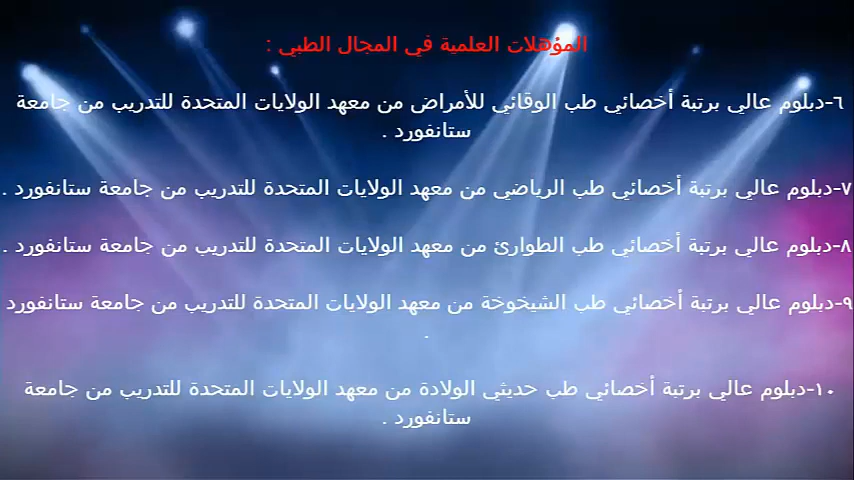 المؤهلات العلمية في المجال الطبي :
٦-دبلوم عالي برتبة أخصائي طب الوقائي للأمراض من معهد الولايات المتحدة للتدريب من جامعة
ستانفورد .
٧-دبلوم عالي برتبة أخصائي طب الرياضي من معهد الولايات المتحدة للتدريب من جامعة ستانفورد .
٨-دبلوم عالي برتبة أخصائي طب الطوارئ من معهد الولايات المتحدة للتدريب من جامعة ستانفورد .
٩-دبلوم عالي برتبة أخصائي طب الشيخوخة من معهد الولايات المتحدة للتدريب من جامعة ستانفورد
.
١٠-دبلوم عالي برتبة أخصائي طب حديثي الولادة من معهد الولايات المتحدة للتدريب من جامعة
ستانفورد .